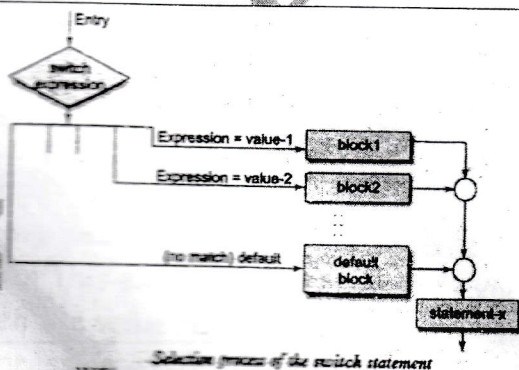 Entry
switch
expression
Expression = value-1
block1
Expression = value-2
block2
(no match) default
default
block
statement-x
Selection process of the switch statement